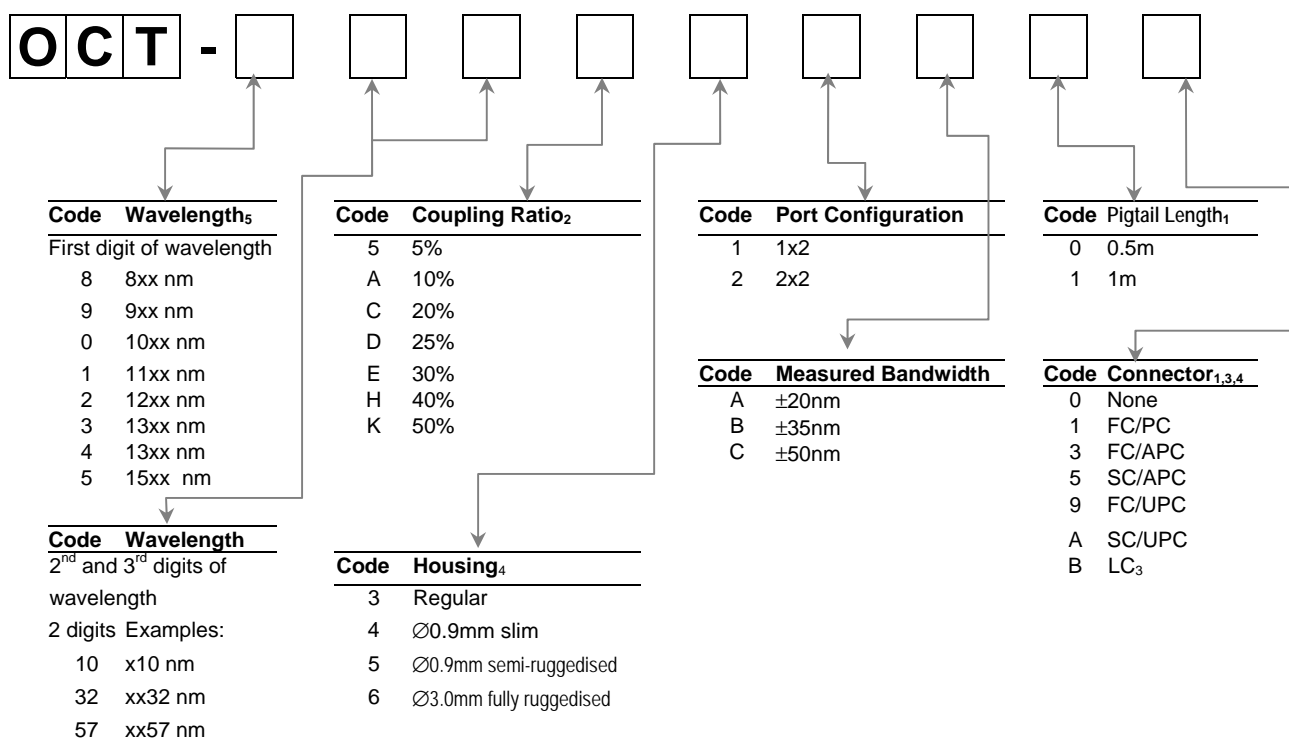 OCT-
Code Wavelength5
First digit of wavelength
8 8xx nm
9 9xx nm
0 10xx nm
1 11xx nm
2 12xx nm
3 13xx nm
4 13xx nm
5 15xx nm
Code Wavelength
2nd and 3rd digits of
wavelength
2 digits Examples:
10 x10 nm
32 xx32 nm
57 xx57 nm
Code Coupling Ratio2
5 5%
A 10%
C 20%
D 25%
E 30%
H 40%
K 50%
Code Housing4
3 Regular
4 ∅0.9mm slim
5 ∅0.9mm semi-ruggedised
6 ∅3.0mm fully ruggedised
Code Port Configuration
1 1x2
2 2x2
Code Measured Bandwidth
A ±20nm
B ±35nm
C ±50nm
Code Pigtail Length1
0 0.5m
1 1m
Code Connector1,3,4
0 None
1 FC/PC
3 FC/APC
5 SC/APC
9 FC/UPC
A SC/UPC
B LC3